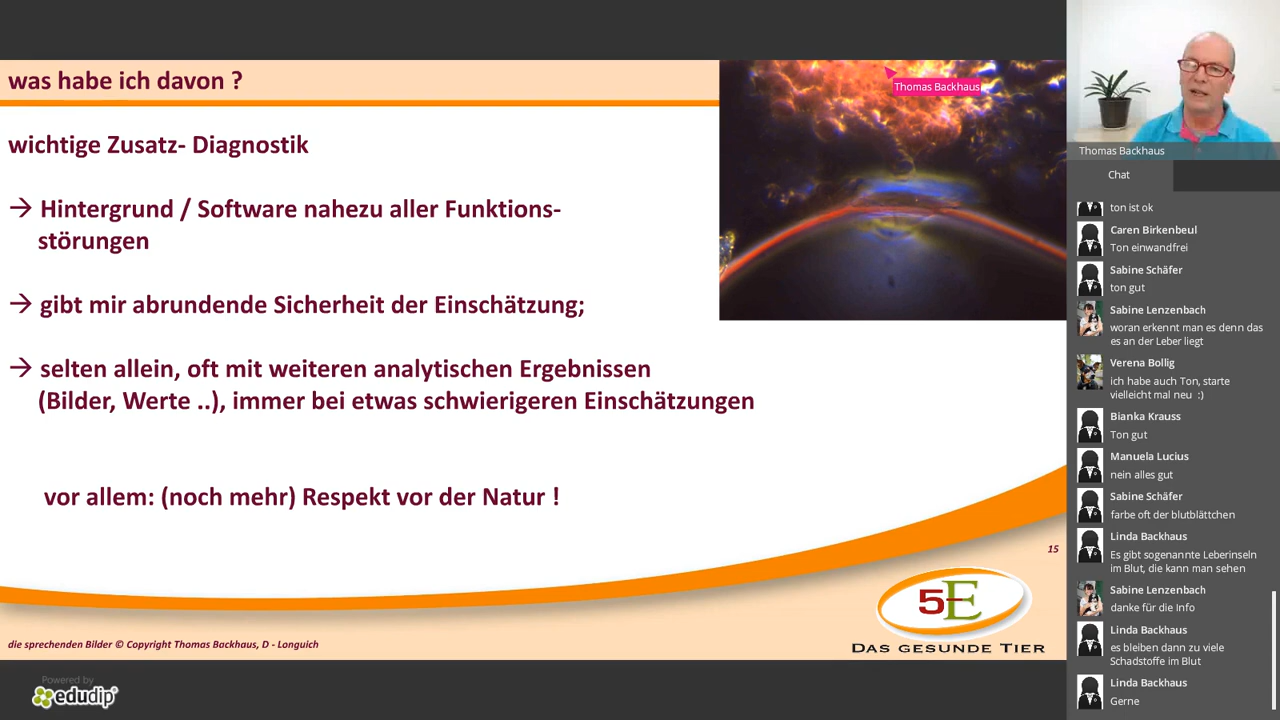 was habe ich davon ?
Thomas Backhaus
wichtige Zusatz- Diagnostik
→ Hintergrund / Software nahezu aller Funktions-
störungen
→ gibt mir abrundende Sicherheit der Einschätzung;
→ selten allein, oft mit weiteren analytischen Ergebnissen
(Bilder, Werte ..), immer bei etwas schwierigeren Einschätzungen
vor allem: (noch mehr) Respekt vor der Natur !
15
5E
DAS GESUNDE TIER
die sprechenden Bilder © Copyright Thomas Backhaus, D - Longuich
Powered by
edudip
Thomas Backhaus
Chat
ton ist ok
Caren Birkenbeul
Ton einwandfrei
Sabine Schäfer
ton gut
Sabine Lenzenbach
woran erkennt man es denn das
es an der Leber liegt
Verena Bollig
ich habe auch Ton, starte
vielleicht mal neu :)
Bianka Krauss
Ton gut
Manuela Lucius
nein alles gut
Sabine Schäfer
farbe oft der blutblättchen
Linda Backhaus
Es gibt sogenannte Leberinseln
im Blut, die kann man sehen
Sabine Lenzenbach
danke für die Info
Linda Backhaus
es bleiben dann zu viele
Schadstoffe im Blut
Linda Backhaus
Gerne